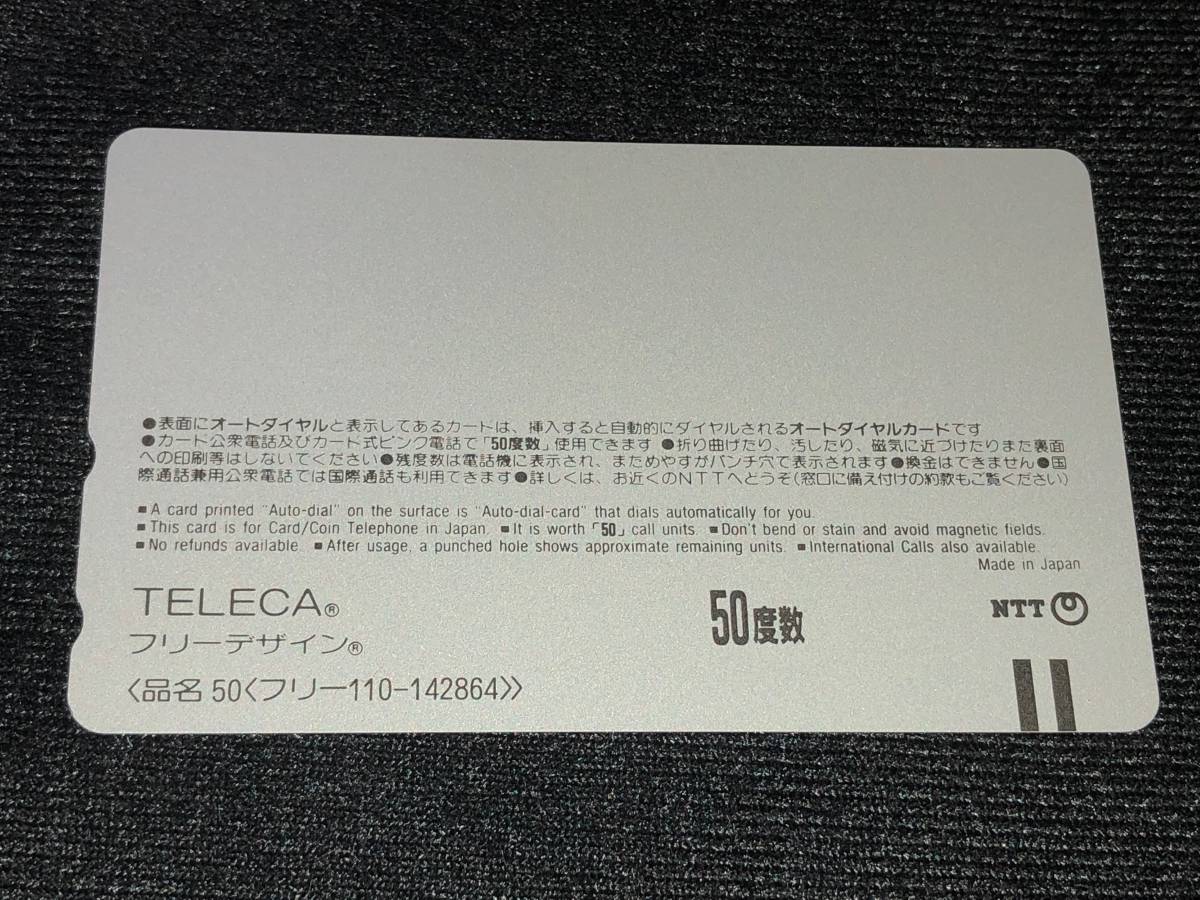 ●表面にオートダイヤルと表示してあるカードは、挿入すると自動的にダイヤルされるオートダイヤルカードです
●カード公衆電話及びカード式ピンク電話で「50度数」使用できます ●折り曲げたり、汚したり、磁気に近づけたりまた裏面
への印刷等はしないでください●残度数は電話機に表示され、まためやすがパンチ穴で表示されます●換金はできません●国
際通話兼用公衆電話では国際通話も利用できます●詳しくは、お近くのNTTへどうぞ(窓口に備え付けの約款もご覧ください)
■A card printed "Auto-dial" on the surface is "Auto-dial-card" that dials automatically for you.
■This card is for Card/Coin Telephone in Japan. ■It is worth「50」call units. ■Don't bend or stain and avoid magnetic fields.
■No refunds available. ■After usage, a punched hole shows approximate remaining units. ■International Calls also available.
Made in Japan
TELECA®
フリーデザイン®
50度数
NTT
〈品名 50〈フリー110-142864〉〉